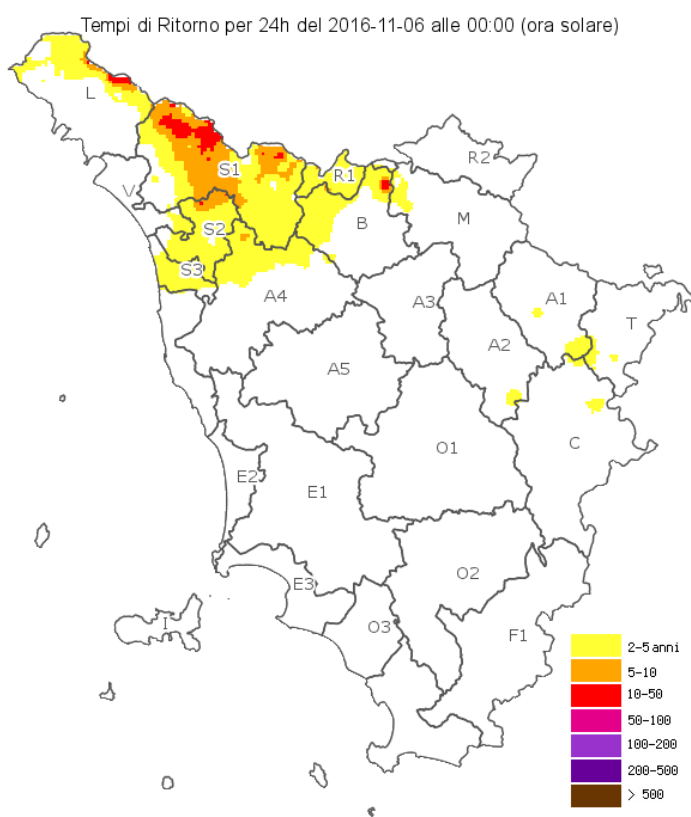 Tempi di Ritorno per 24h del 2016-11-06 alle 00:00 (ora solare)
L
R2
S1
R1
V
B
M
S2
S3
A4
A3
A1
T
A2
A5
C
O1
E2
E1
O2
E3
I
O3
F1
2-5 anni
5-10
10-50
50-100
100-200
200-500
> 500